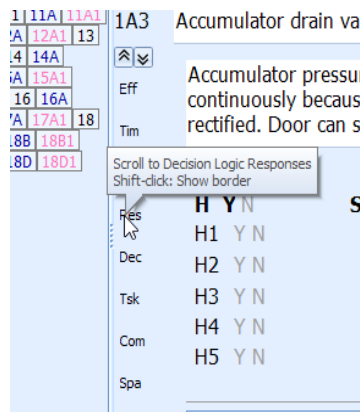 1 11A 11A1
2A 12A1 13
14 14A
5A 15A1
16 16A
7A 17A1 18
18B 18B1
18D 18D1
1A3
Accumulator drain va
Eff
Tim
Accumulator pressu
continuously becaus
rectified. Door can s
Scroll to Decision Logic Responses
Shift-click: Show border
Res
Dec
Tsk
Com
Spa
H Y N
S
H1 Y N
H2 Y N
H3 Y N
H4 Y N
H5 Y N